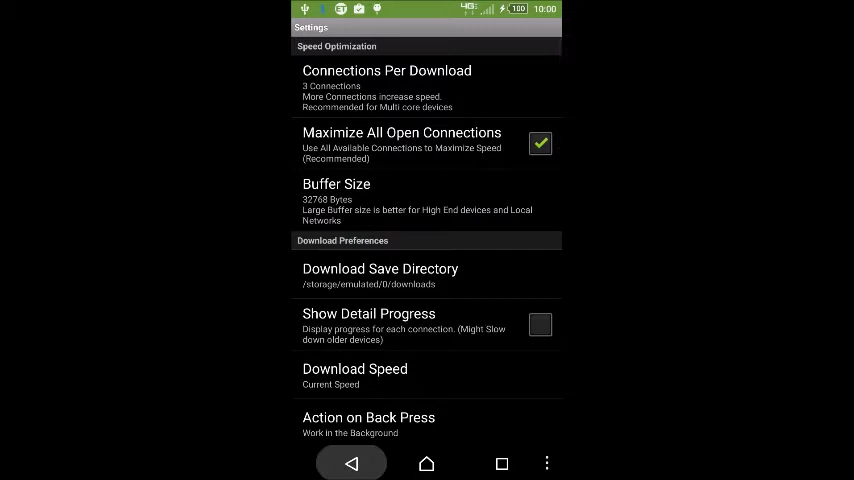 4G 100 10:00
Settings
Speed Optimization
Connections Per Download
3 Connections
More Connections increase speed.
Recommended for Multi core devices
Maximize All Open Connections
Use All Available Connections to Maximize Speed
(Recommended)
Buffer Size
32768 Bytes
Large Buffer size is better for High End devices and Local
Networks
Download Preferences
Download Save Directory
/storage/emulated/0/downloads
Show Detail Progress
Display progress for each connection. (Might Slow
down older devices)
Download Speed
Current Speed
Action on Back Press
Work in the Background